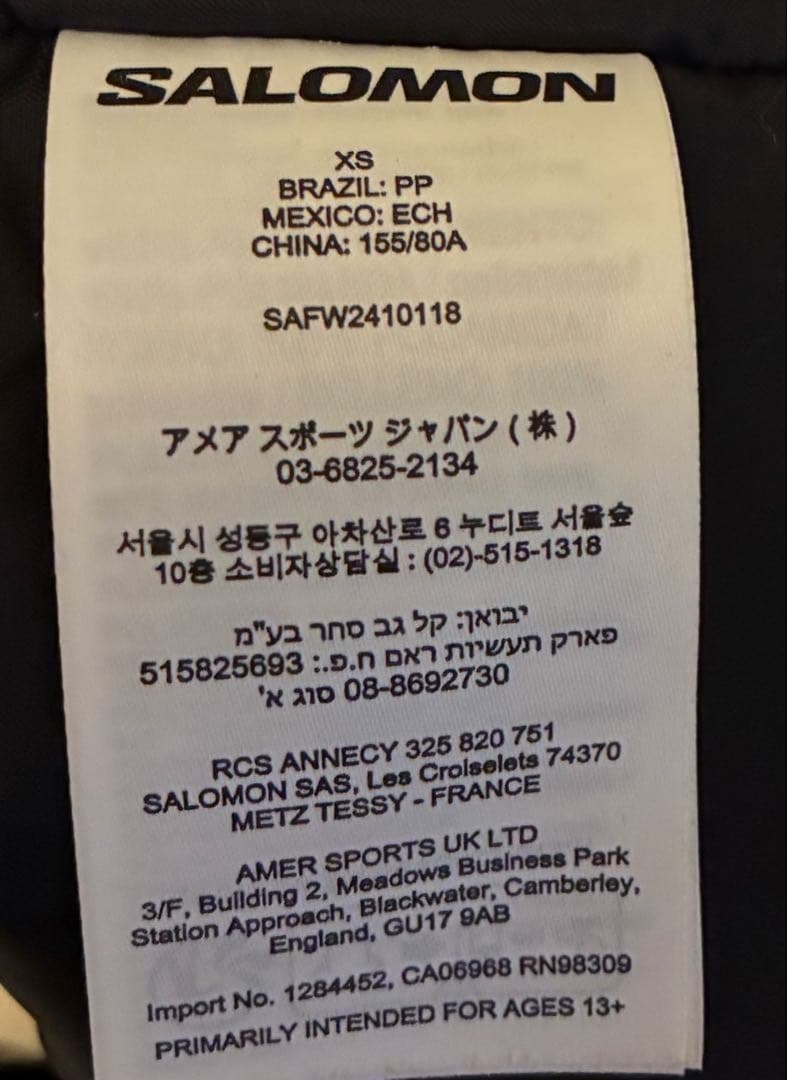 SALOMON
XS
BRAZIL: PP
MEXICO: ECH
CHINA: 155/80A
SAFW2410118
アメア スポーツ ジャパン ( 株 )
03-6825-2134
서울시 성동구 아차산로 6 누디트 서울숲
10층 소비자상담실 : (02)-515-1318
יבואן: קל גב סחר בע"מ
פארק תעשיות ראם ח.פ.: 515825693
08-8692730 סוג א'
RCS ANNECY 325 820 751
SALOMON SAS, Les Croiselets 74370
METZ TESSY - FRANCE
AMER SPORTS UK LTD
3/F, Building 2, Meadows Business Park
Station Approach, Blackwater, Camberley,
England, GU17 9AB
Import No. 1284452, CA06968 RN98309
PRIMARILY INTENDED FOR AGES 13+